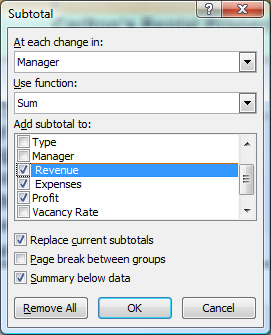 Subtotal
At each change in:
Manager
Use function:
Sum
Add subtotal to:
Type
Manager
Revenue
Expenses
Profit
Vacancy Rate
Replace current subtotals
Page break between groups
Summary below data
Remove All OK Cancel